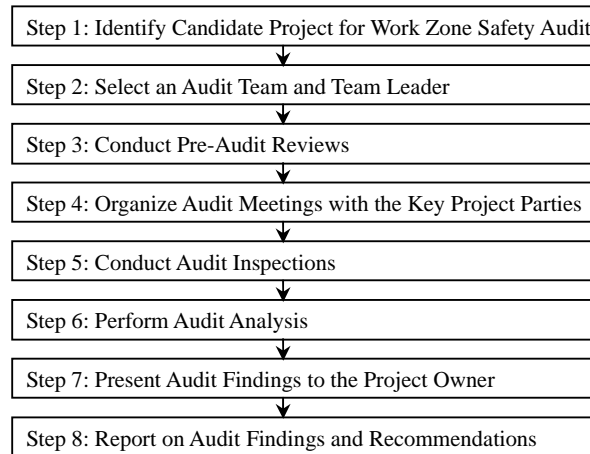 Step 1: Identify Candidate Project for Work Zone Safety Audit
Step 2: Select an Audit Team and Team Leader
Step 3: Conduct Pre-Audit Reviews
Step 4: Organize Audit Meetings with the Key Project Parties
Step 5: Conduct Audit Inspections
Step 6: Perform Audit Analysis
Step 7: Present Audit Findings to the Project Owner
Step 8: Report on Audit Findings and Recommendations